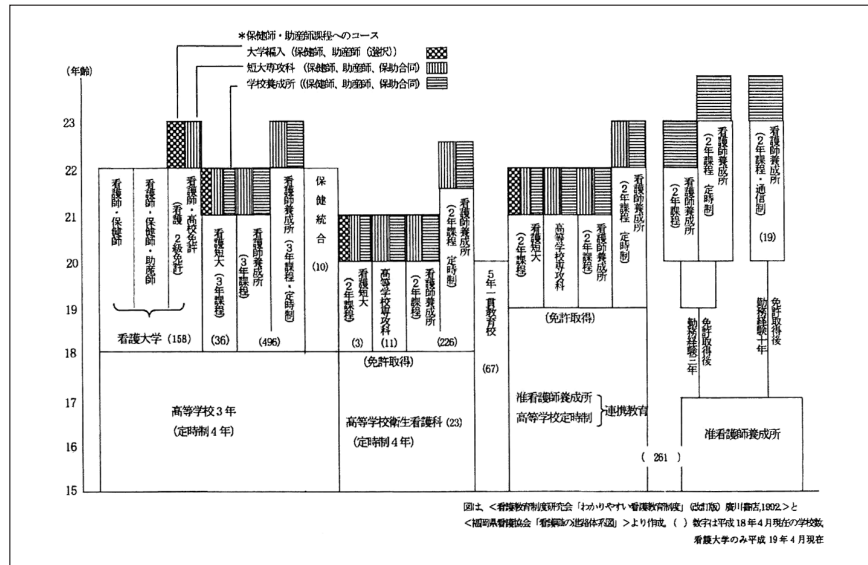 *保健師・助産師課程へのコース
大学編入（保健師、助産師（選択））
短大専攻科（保健師、助産師、保助合同）
学校養成所（（保健師、助産師、保助合同）
(年齢)
23
22
21
20
19
18
17
16
15
看護師・保健師
看護師・保健師・助産師
看護師・高校免許
(看護 2級免許)
看護大学(158)
看護短大
(3年課程)
(36)
看護師養成所
(3年課程)
(496)
看護師養成所
(3年課程・定時制)
保健統合
(10)
看護短大
(2年課程)
(3)
高等学校専攻科
(11)
看護師養成所
(2年課程)
(226)
看護師養成所
(2年課程 定時制)
(免許取得)
5年一貫教育校
(67)
看護短大
(2年課程)
高等学校専攻科
看護師養成所
(2年課程)
看護師養成所
(2年課程 定時制)
(免許取得)
看護師養成所
(2年課程)
看護師養成所
(2年課程 定時制)
看護師養成所
(2年課程・通信制)
(19)
免許取得後
勤務経験三年
免許取得後
勤務経験十年
高等学校3年
(定時制4年)
高等学校衛生看護科(23)
(定時制4年)
准看護師養成所
高等学校定時制
連携教育
准看護師養成所
( 261 )
図は、＜看護教育制度研究会「わかりやすい看護教育制度」(改訂版) 廣川書店,1992.＞と
＜福岡県看護協会「看護職の進路体系図」＞より作成。( ) 数字は平成18年4月現在の学校数,
看護大学のみ平成19年4月現在